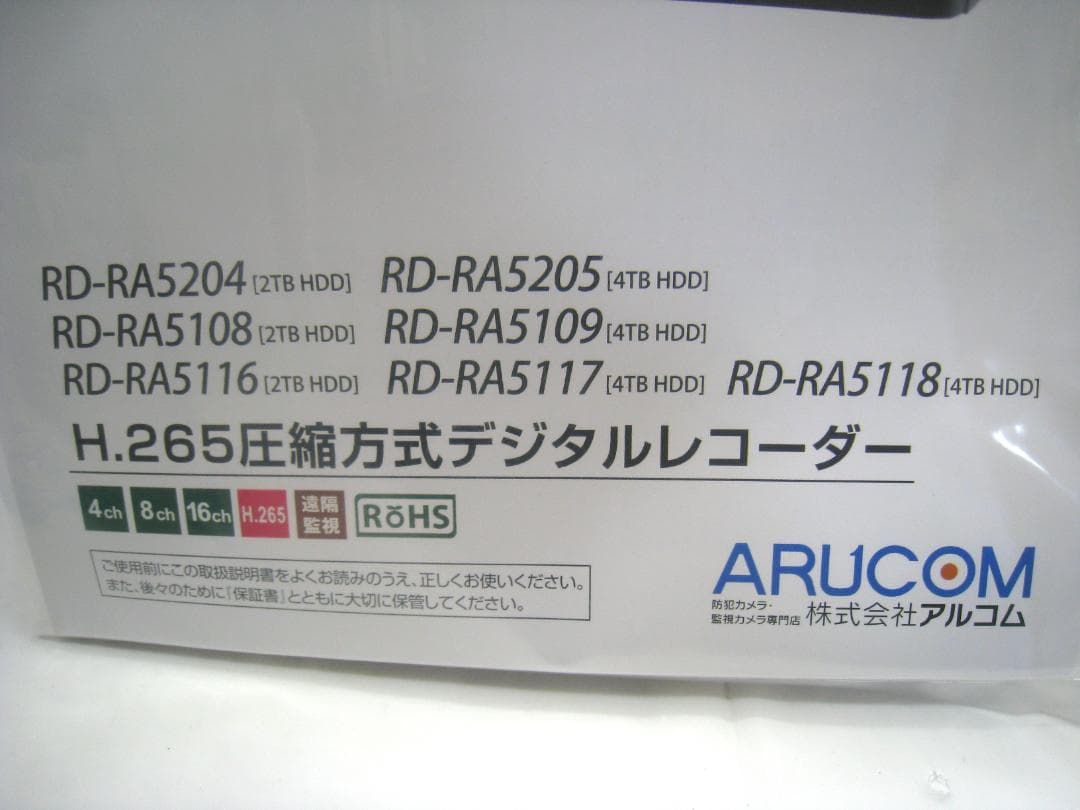 RD-RA5204[2TB HDD] RD-RA5205[4TB HDD]
RD-RA5108[2TB HDD] RD-RA5109[4TB HDD]
RD-RA5116[2TB HDD] RD-RA5117[4TB HDD] RD-RA5118[4TB HDD]
H.265圧縮方式デジタルレコーダー
4ch 8ch 16ch H.265 遠隔監視 RoHS
ご使用前にこの取扱説明書をよくお読みのうえ、正しくお使いください。
また、後々のために『保証書』とともに大切に保管してください。
ARUCOM
防犯カメラ・
監視カメラ専門店 株式会社アルコム